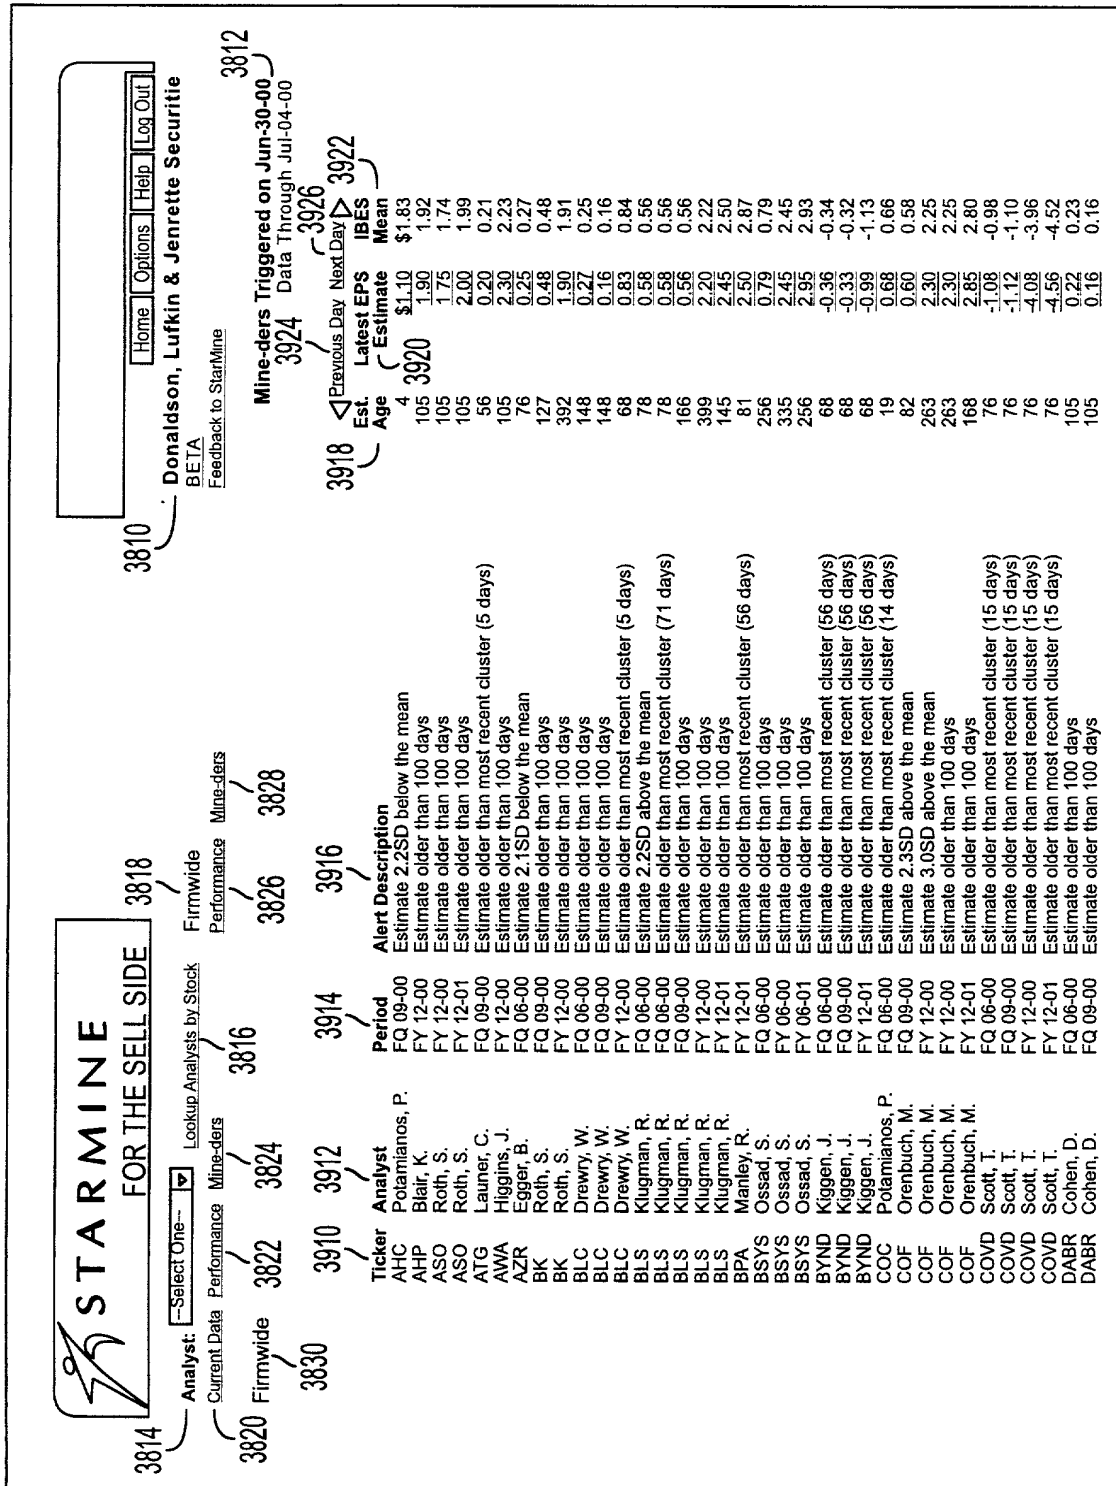 STARMINE
FOR THE SELL SIDE
Home Options Help Log Out
3810
3814
Analyst: --Select One-- Lookup Analysts by Stock
3818
Firmwide
Donaldson, Lufkin & Jenrette Securitie
BETA
Current Data Performance Mine-ders
Performance Mine-ders
Feedback to StarMine
3812
3820 3822 3824 3816 3826 3828
Firmwide
3830
Mine-ders Triggered on Jun-30-00
Data Through Jul-04-00
3924 3926
Previous Day Next Day
3910 3912 3914 3916 3918 3920 3922
Ticker Analyst Period Alert Description Est. Age Latest EPS Estimate IBES Mean
AHC Potamianos, P. FQ 09-00 Estimate 2.2SD below the mean 4 $1.10 $1.83
AHP Blair, K. FY 12-00 Estimate older than 100 days 105 1.90 1.92
ASO Roth, S. FY 12-00 Estimate older than 100 days 105 1.75 1.74
ASO Roth, S. FY 12-01 Estimate older than 100 days 105 2.00 1.99
ATG Launer, C. FQ 09-00 Estimate older than most recent cluster (5 days) 56 0.20 0.21
AWA Higgins, J. FY 12-00 Estimate older than 100 days 105 2.30 2.23
AZR Egger, B. FQ 06-00 Estimate 2.1SD below the mean 76 0.25 0.27
BK Roth, S. FQ 09-00 Estimate older than 100 days 127 0.48 0.48
BK Roth, S. FY 12-00 Estimate older than 100 days 392 1.90 1.91
BLC Drewry, W. FQ 06-00 Estimate older than 100 days 148 0.27 0.25
BLC Drewry, W. FQ 09-00 Estimate older than 100 days 148 0.16 0.16
BLC Drewry, W. FY 12-00 Estimate older than most recent cluster (5 days) 68 0.83 0.84
BLS Klugman, R. FQ 06-00 Estimate 2.2SD above the mean 78 0.58 0.56
BLS Klugman, R. FQ 06-00 Estimate older than most recent cluster (71 days) 78 0.58 0.56
BLS Klugman, R. FQ 09-00 Estimate older than 100 days 166 0.56 0.56
BLS Klugman, R. FY 12-00 Estimate older than 100 days 399 2.20 2.22
BLS Klugman, R. FY 12-01 Estimate older than 100 days 145 2.45 2.50
BPA Manley, R. FY 12-01 Estimate older than most recent cluster (56 days) 81 2.50 2.87
BSYS Ossad, S. FQ 06-00 Estimate older than 100 days 256 0.79 0.79
BSYS Ossad, S. FY 06-00 Estimate older than 100 days 335 2.45 2.45
BSYS Ossad, S. FY 06-01 Estimate older than 100 days 256 2.95 2.93
BYND Kiggen, J. FQ 06-00 Estimate older than most recent cluster (56 days) 68 -0.36 -0.34
BYND Kiggen, J. FQ 09-00 Estimate older than most recent cluster (56 days) 68 -0.33 -0.32
BYND Kiggen, J. FY 12-01 Estimate older than most recent cluster (56 days) 68 -0.99 -1.13
COC Potamianos, P. FQ 06-00 Estimate older than most recent cluster (14 days) 19 0.68 0.66
COF Orenbuch, M. FQ 09-00 Estimate 2.3SD above the mean 82 0.60 0.58
COF Orenbuch, M. FY 12-00 Estimate 3.0SD above the mean 263 2.30 2.25
COF Orenbuch, M. FY 12-00 Estimate older than 100 days 263 2.30 2.25
COF Orenbuch, M. FY 12-01 Estimate older than 100 days 168 2.85 2.80
COVD Scott, T. FQ 06-00 Estimate older than most recent cluster (15 days) 76 -1.08 -0.98
COVD Scott, T. FQ 09-00 Estimate older than most recent cluster (15 days) 76 -1.12 -1.10
COVD Scott, T. FY 12-00 Estimate older than most recent cluster (15 days) 76 -4.08 -3.96
COVD Scott, T. FY 12-01 Estimate older than most recent cluster (15 days) 76 -4.56 -4.52
DABR Cohen, D. FQ 06-00 Estimate older than 100 days 105 0.22 0.23
DABR Cohen, D. FQ 09-00 Estimate older than 100 days 105 0.16 0.16